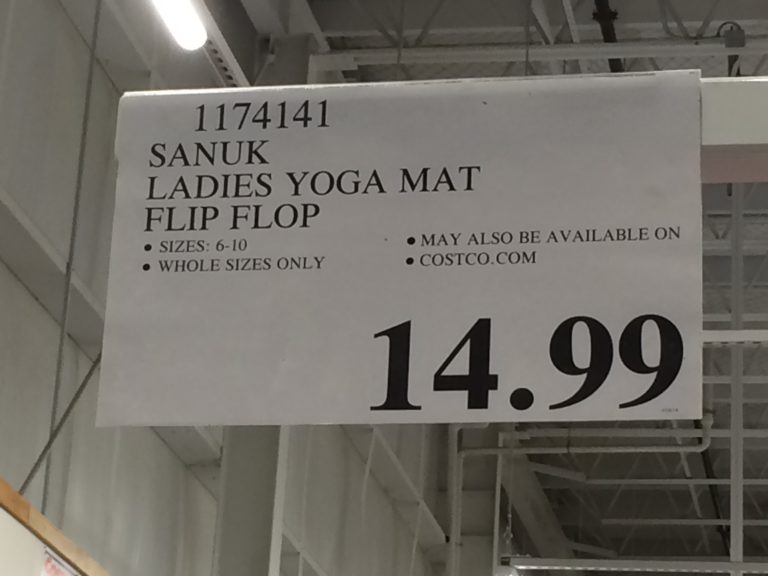 1174141
SANUK
LADIES YOGA MAT
FLIP FLOP
• SIZES: 6-10
• WHOLE SIZES ONLY
• MAY ALSO BE AVAILABLE ON
• COSTCO.COM
14.99